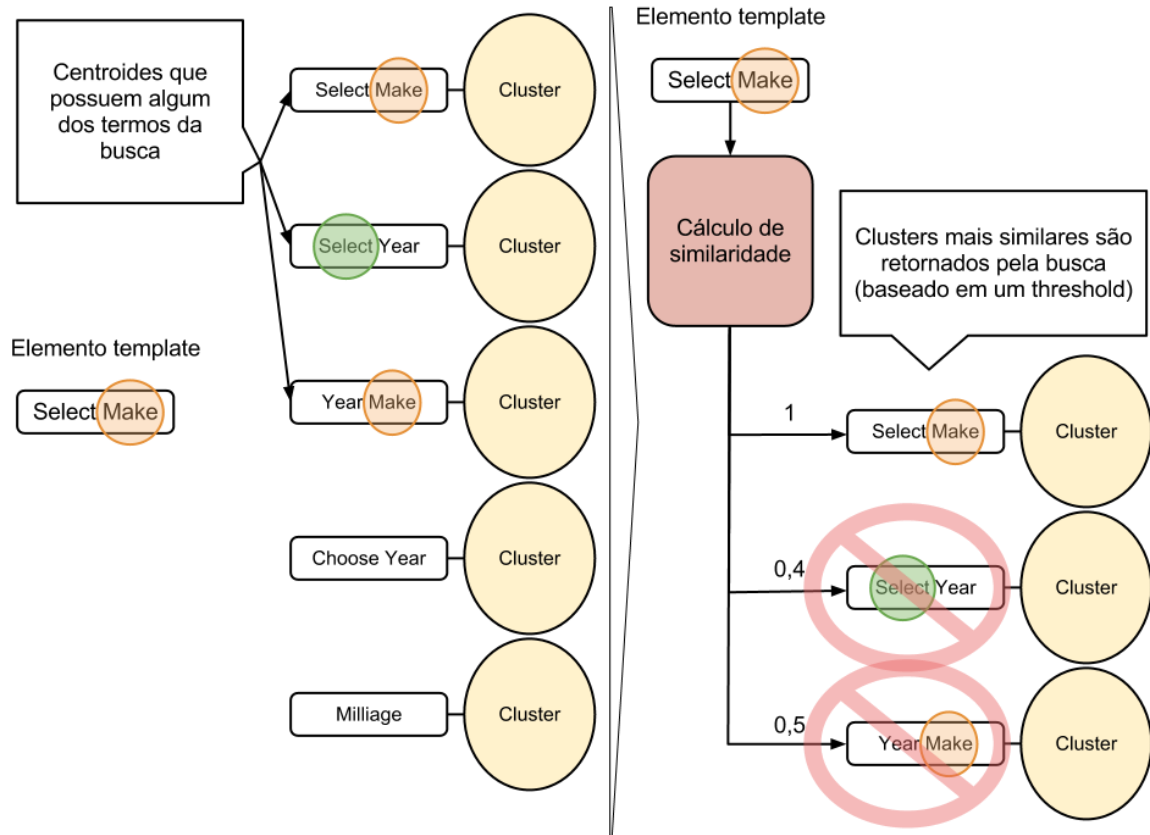 Centroides que
possuem algum
dos termos da
busca
Select Make
Cluster
Select Year
Cluster
Elemento template
Select Make
Year Make
Cluster
Choose Year
Cluster
Milliage
Cluster
Elemento template
Select Make
Cálculo de
similaridade
Clusters mais similares são
retornados pela busca
(baseado em um threshold)
1
Select Make
Cluster
0,4
Select Year
Cluster
0,5
Year Make
Cluster